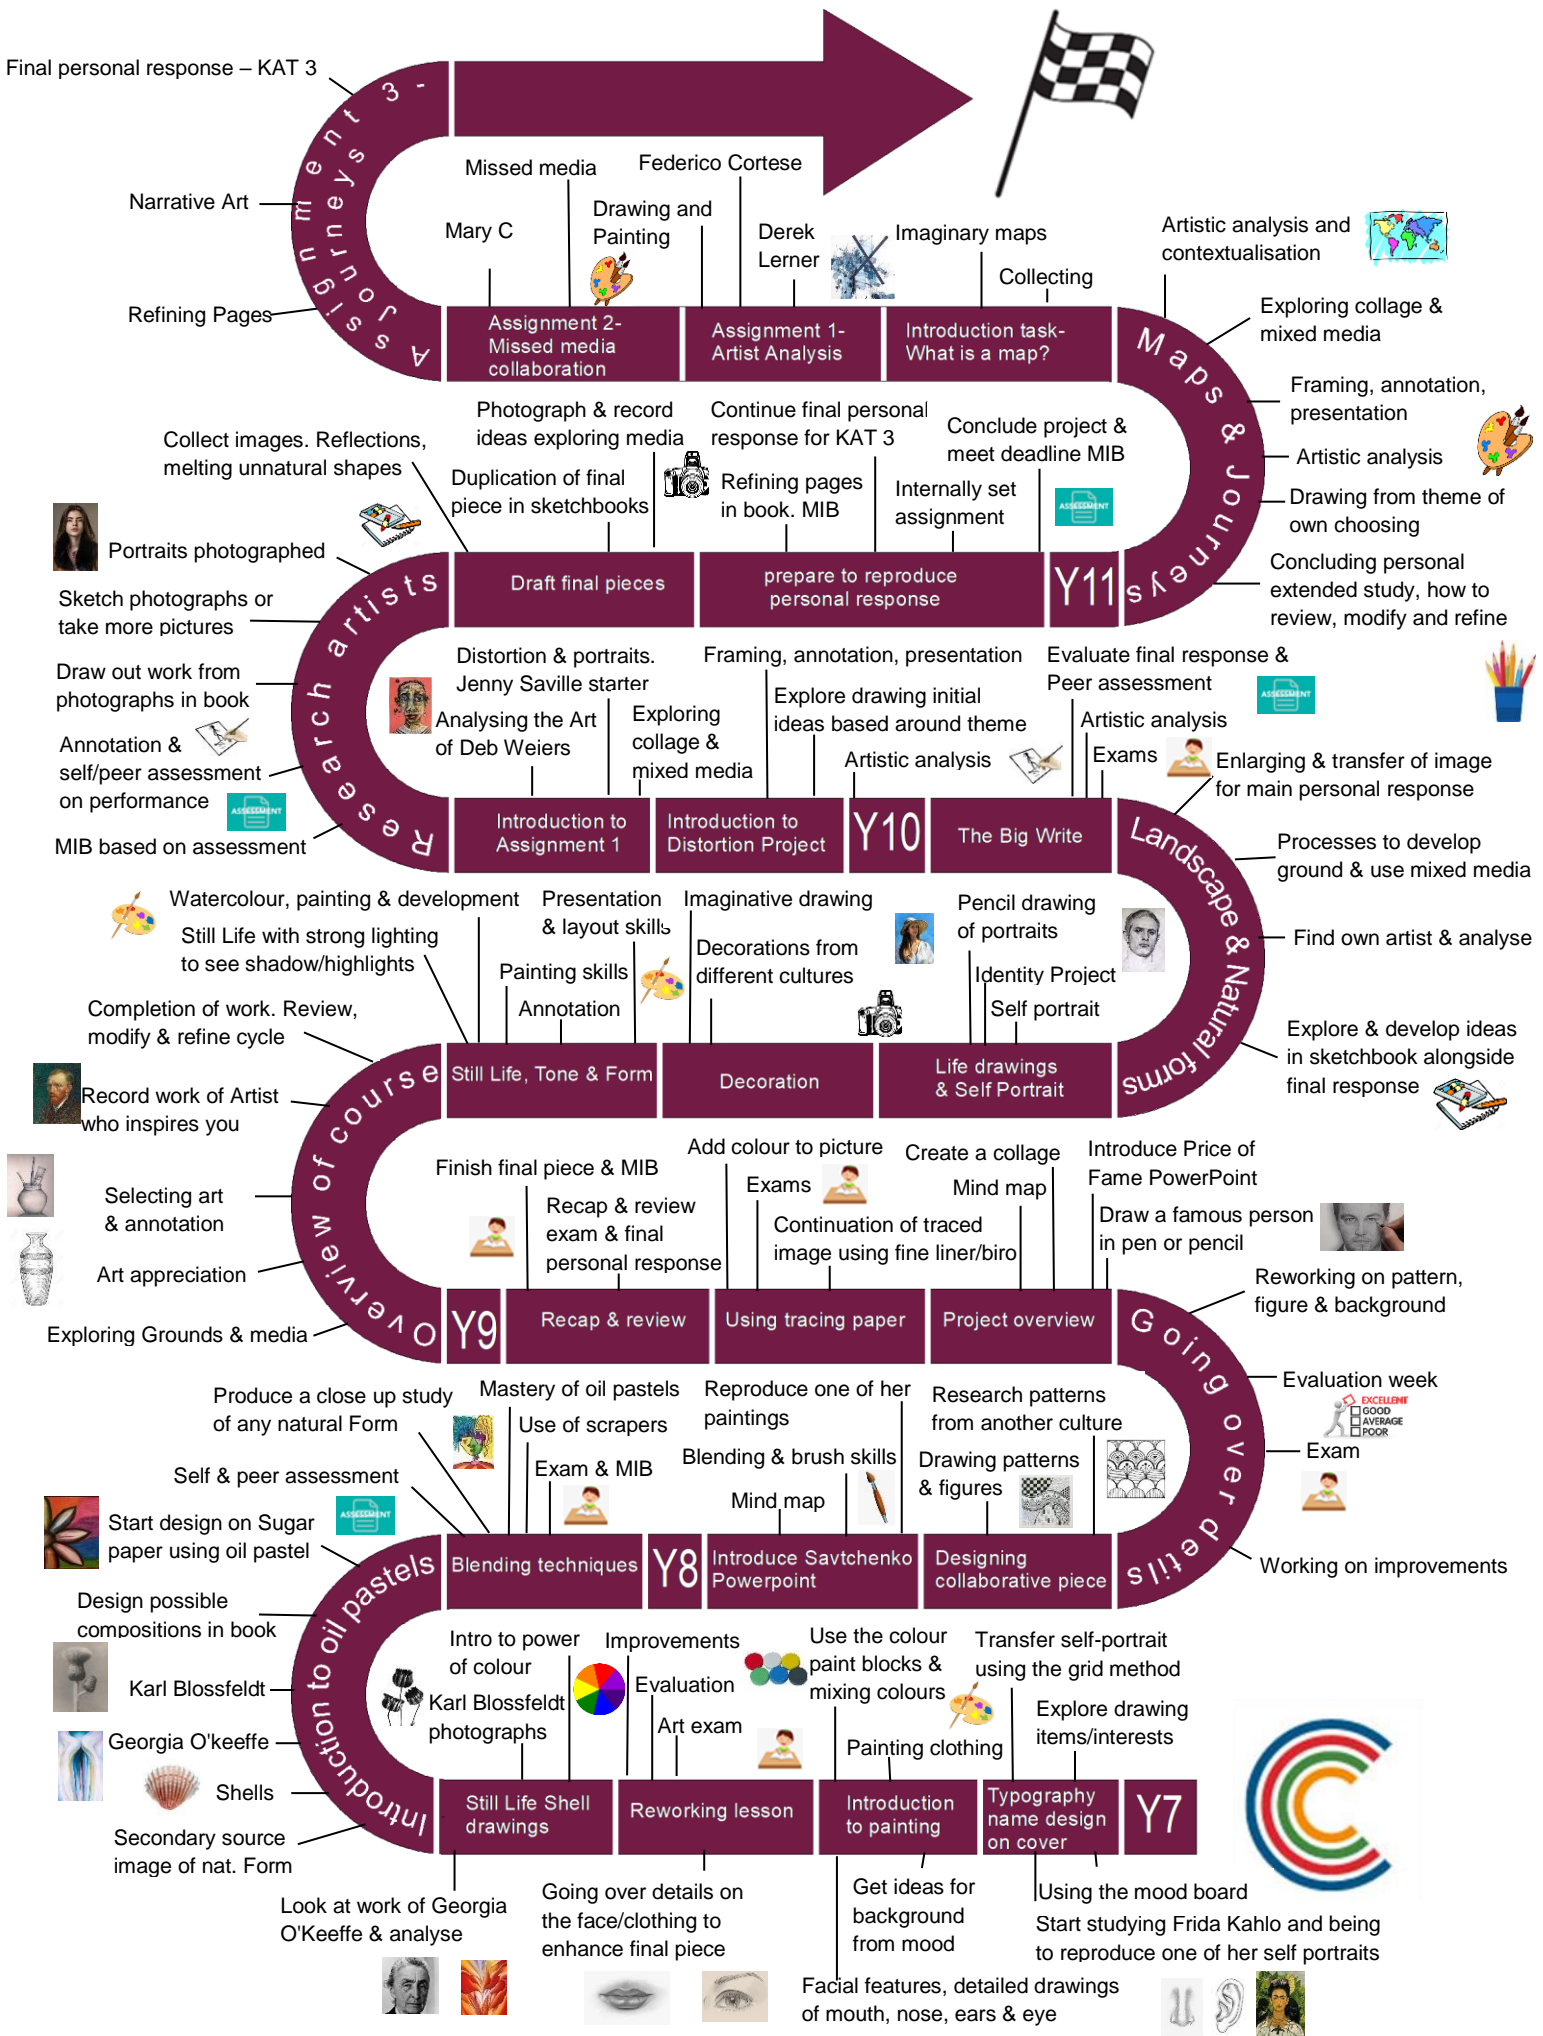 Final personal response – KAT 3
Assignment 3 -
Journeys
Narrative Art
Refining Pages
Missed media
Federico Cortese
Mary C
Drawing and
Painting
Derek
Lerner
Imaginary maps
Collecting
Artistic analysis and
contextualisation
Exploring collage &
mixed media
Assignment 2-
Missed media
collaboration
Assignment 1-
Artist Analysis
Introduction task-
What is a map?
Maps & Journeys
Framing, annotation,
presentation
Artistic analysis
Drawing from theme of
own choosing
Concluding personal
extended study, how to
review, modify and refine
Collect images. Reflections,
melting unnatural shapes
Photograph & record
ideas exploring media
Duplication of final
piece in sketchbooks
Continue final personal
response for KAT 3
Refining pages
in book. MIB
Conclude project &
meet deadline MIB
Internally set
assignment
ASSESSMENT
Portraits photographed
Draft final pieces
prepare to reproduce
personal response
Y11
Research artists
Sketch photographs or
take more pictures
Draw out work from
photographs in book
Annotation &
self/peer assessment
on performance
ASSESSMENT
MIB based on assessment
Distortion & portraits.
Jenny Saville starter
Analysing the Art
of Deb Weiers
Exploring
collage &
mixed media
Framing, annotation, presentation
Explore drawing initial
ideas based around theme
Artistic analysis
Evaluate final response &
Peer assessment
ASSESSMENT
Artistic analysis
Exams
Enlarging & transfer of image
for main personal response
Introduction to
Assignment 1
Introduction to
Distortion Project
Y10
The Big Write
Landscape & Natural forms
Processes to develop
ground & use mixed media
Find own artist & analyse
Explore & develop ideas
in sketchbook alongside
final response
Watercolour, painting & development
Still Life with strong lighting
to see shadow/highlights
Presentation
& layout skills
Painting skills
Annotation
Imaginative drawing
Decorations from
different cultures
Pencil drawing
of portraits
Identity Project
Self portrait
Completion of work. Review,
modify & refine cycle
Still Life, Tone & Form
Decoration
Life drawings
& Self Portrait
Overview of course
Record work of Artist
who inspires you
Selecting art
& annotation
Art appreciation
Exploring Grounds & media
Finish final piece & MIB
Recap & review
exam & final
personal response
Add colour to picture
Exams
Continuation of traced
image using fine liner/biro
Create a collage
Mind map
Introduce Price of
Fame PowerPoint
Draw a famous person
in pen or pencil
Reworking on pattern,
figure & background
Y9
Recap & review
Using tracing paper
Project overview
Going over detils
Evaluation week
EXCELLENT
GOOD
AVERAGE
POOR
Exam
Working on improvements
Produce a close up study
of any natural Form
Self & peer assessment
ASSESSMENT
Mastery of oil pastels
Use of scrapers
Exam & MIB
Reproduce one of her
paintings
Blending & brush skills
Mind map
Research patterns
from another culture
Drawing patterns
& figures
Start design on Sugar
paper using oil pastel
Blending techniques
Y8
Introduce Savtchenko
Powerpoint
Designing
collaborative piece
Introduction to oil pastels
Design possible
compositions in book
Karl Blossfeldt
Georgia O'keeffe
Shells
Secondary source
image of nat. Form
Intro to power
of colour
Karl Blossfeldt
photographs
Improvements
Evaluation
Art exam
Use the colour
paint blocks &
mixing colours
Painting clothing
Transfer self-portrait
using the grid method
Explore drawing
items/interests
Still Life Shell
drawings
Reworking lesson
Introduction
to painting
Typography
name design
on cover
Y7
Look at work of Georgia
O'Keeffe & analyse
Going over details on
the face/clothing to
enhance final piece
Get ideas for
background
from mood
Using the mood board
Start studying Frida Kahlo and being
to reproduce one of her self portraits
Facial features, detailed drawings
of mouth, nose, ears & eye